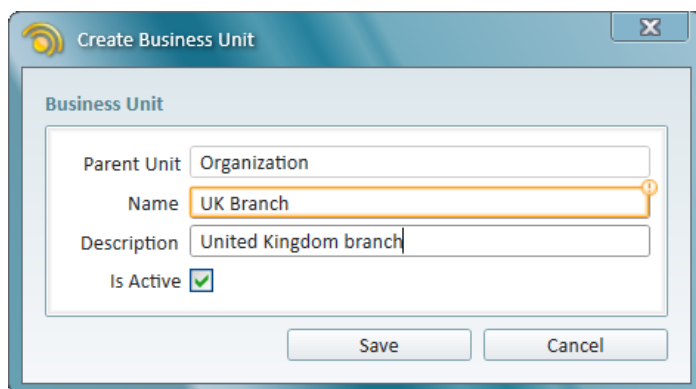 Create Business Unit
Business Unit
Parent Unit Organization
Name UK Branch
Description United Kingdom branch
Is Active
Save Cancel